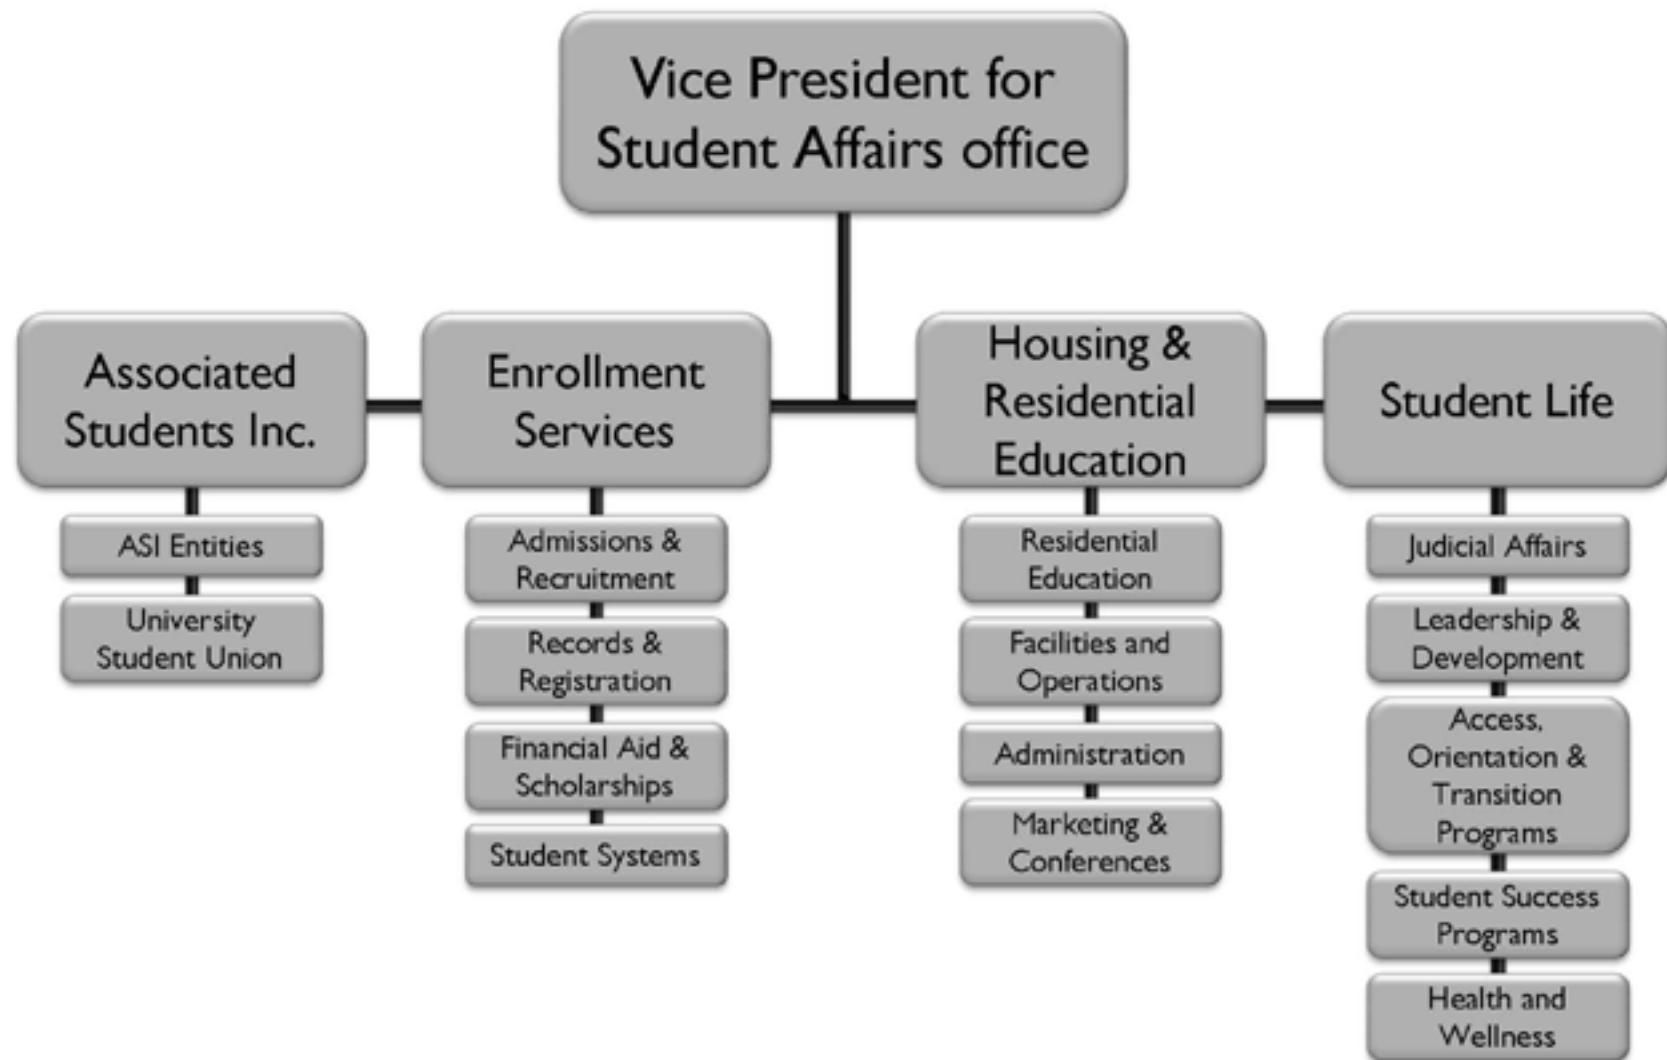 Vice President for
Student Affairs office
Associated
Students Inc.
ASI Entities
University
Student Union
Enrollment
Services
Admissions &
Recruitment
Records &
Registration
Financial Aid &
Scholarships
Student Systems
Housing &
Residential
Education
Residential
Education
Facilities and
Operations
Administration
Marketing &
Conferences
Student Life
Judicial Affairs
Leadership &
Development
Access,
Orientation &
Transition
Programs
Student Success
Programs
Health and
Wellness